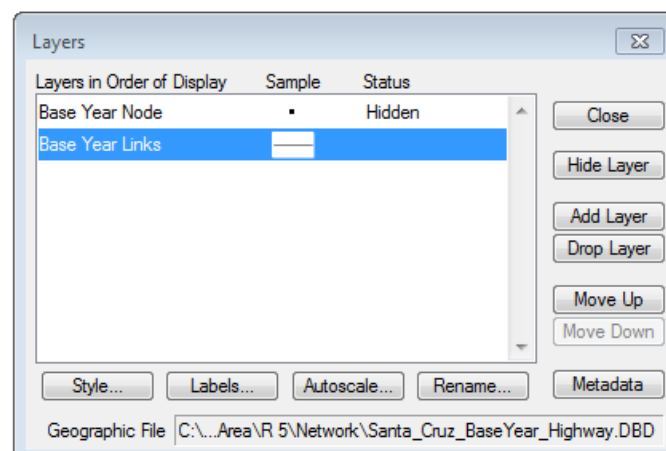 Layers
Layers in Order of Display Sample Status
Base Year Node Hidden
Base Year Links
Close
Hide Layer
Add Layer
Drop Layer
Move Up
Move Down
Style... Labels... Autoscale... Rename... Metadata
Geographic File C:\...Area\R 5\Network\Santa_Cruz_BaseYear_Highway.DBD